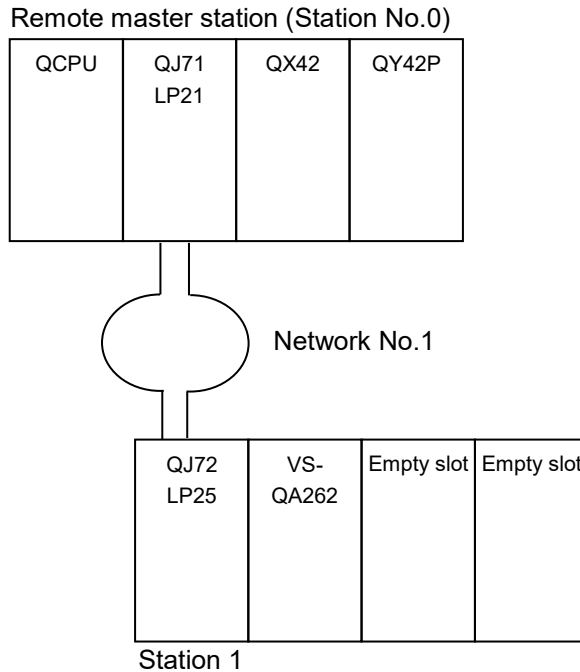 Remote master station (Station No.0)
QCPU
QJ71
LP21
QX42
QY42P
Network No.1
QJ72
LP25
VS-
QA262
Empty slot
Empty slot
Station 1